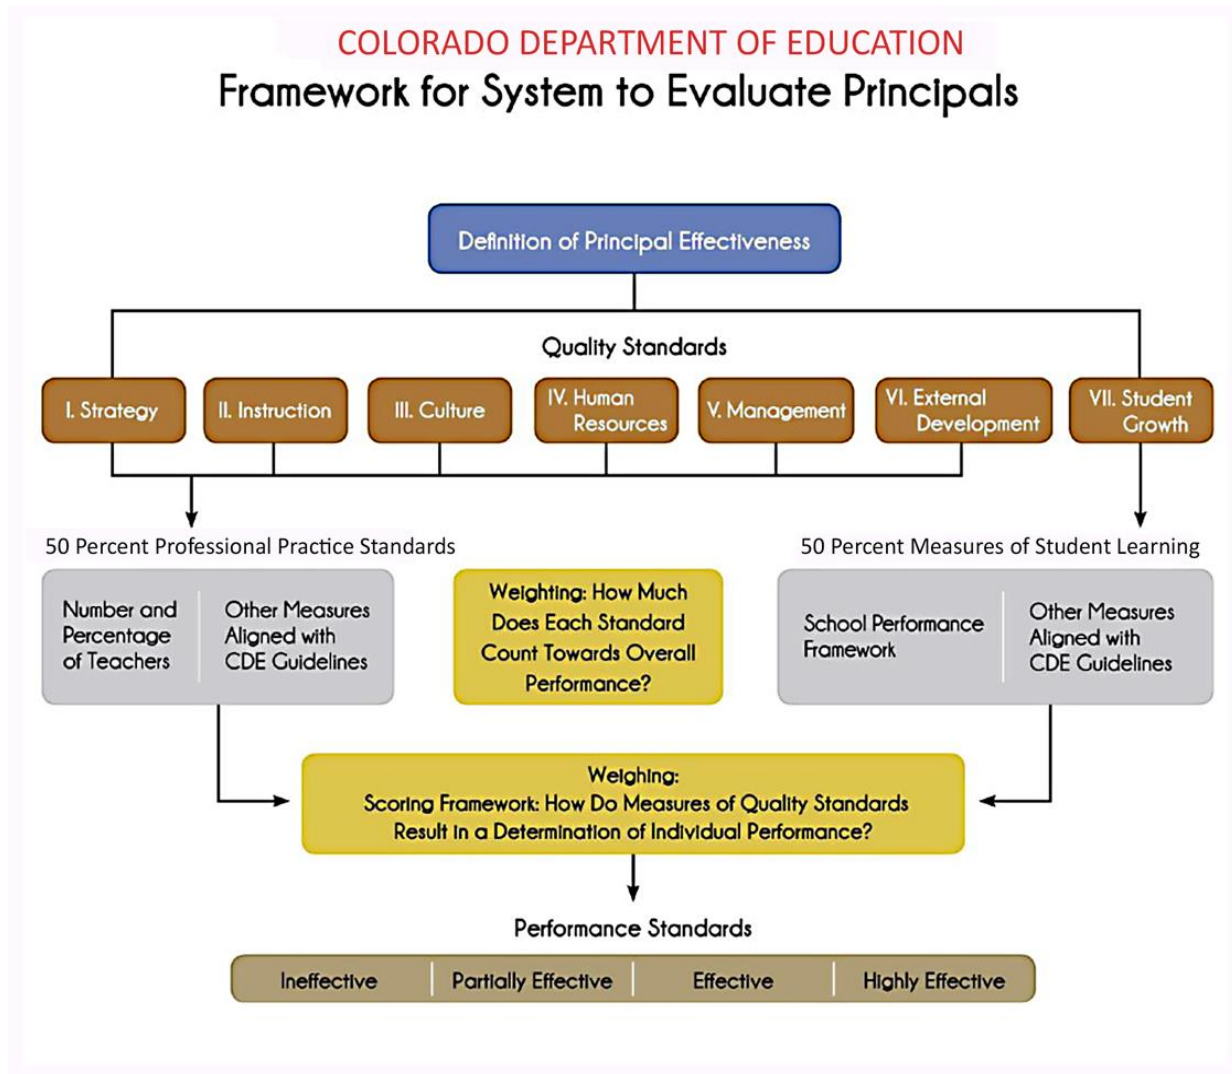 COLORADO DEPARTMENT OF EDUCATION
Framework for System to Evaluate Principals
Definition of Principal Effectiveness
Quality Standards
I. Strategy
II. Instruction
III. Culture
IV. Human
Resources
V. Management
VI. External
Development
VII. Student
Growth
50 Percent Professional Practice Standards
Number and
Percentage
of Teachers
Other Measures
Aligned with
CDE Guidelines
Weighting: How Much
Does Each Standard
Count Towards Overall
Performance?
50 Percent Measures of Student Learning
School Performance
Framework
Other Measures
Aligned with
CDE Guidelines
Weighing:
Scoring Framework: How Do Measures of Quality Standards
Result in a Determination of Individual Performance?
Performance Standards
Ineffective
Partially Effective
Effective
Highly Effective